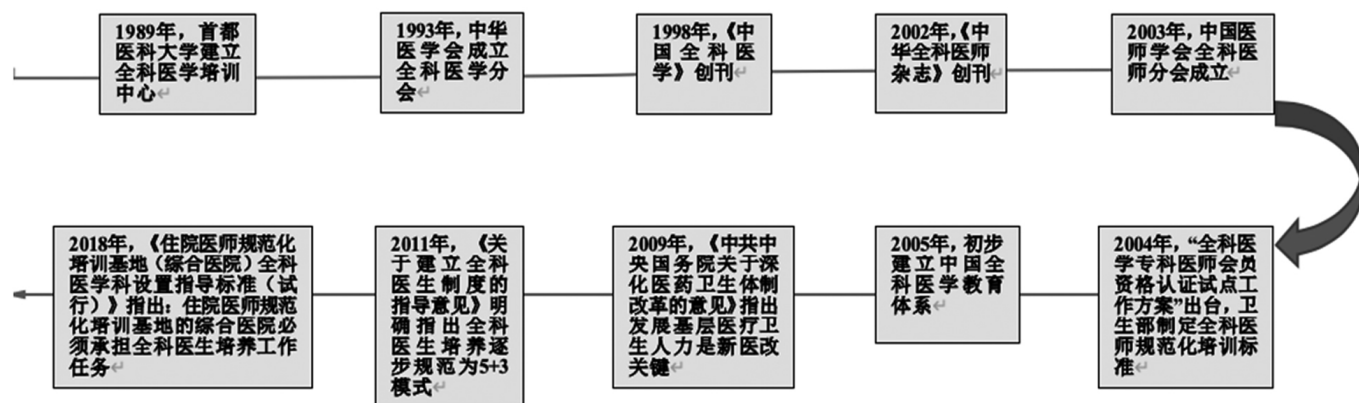 1989年，首都
医科大学建立
全科医学培训
中心↵
1993年，中华
医学会成立
全科医学分
会↵
1998年，《中
国全科医
学》创刊↵
2002年，《中
华全科医师
杂志》创刊↵
2003年，中国医
师学会全科医
师分会成立↵
2004年，“全科医
学专科医师会员
资格认证试点工
作方案”出台，卫
生部制定全科医
师规范化培训标
准↵
2005年，初步
建立中国全
科医学教育
体系↵
2009年，《中共中
央国务院关于深
化医药卫生体制
改革的意见》指出
发展基层医疗卫
生人力是新医改
关键↵
2011年，《关
于建立全科
医生制度的
指导意见》明
确指出全科
医生培养逐
步规范为5+3
模式↵
2018年，《住院医师规范化
培训基地（综合医院）全科
医学科设置指导标准（试
行）》指出：住院医师规范
化培训基地的综合医院必
须承担全科医生培养工作
任务↵